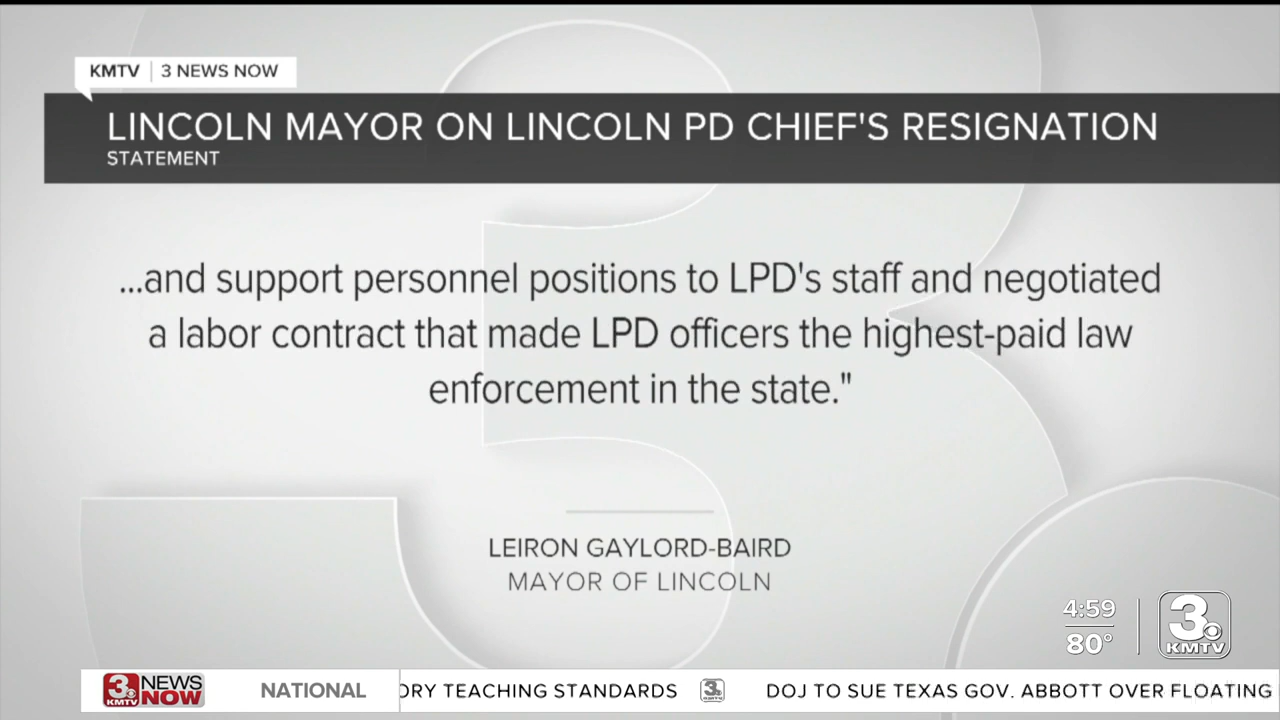 KMTV | 3 NEWS NOW
LINCOLN MAYOR ON LINCOLN PD CHIEF'S RESIGNATION
STATEMENT
...and support personnel positions to LPD's staff and negotiated
a labor contract that made LPD officers the highest-paid law
enforcement in the state."
LEIRON GAYLORD-BAIRD
MAYOR OF LINCOLN
4:59
80°
3
KMTV
3 KMTV NEWS NOW
NATIONAL
ORY TEACHING STANDARDS 3 DOJ TO SUE TEXAS GOV. ABBOTT OVER FLOATING